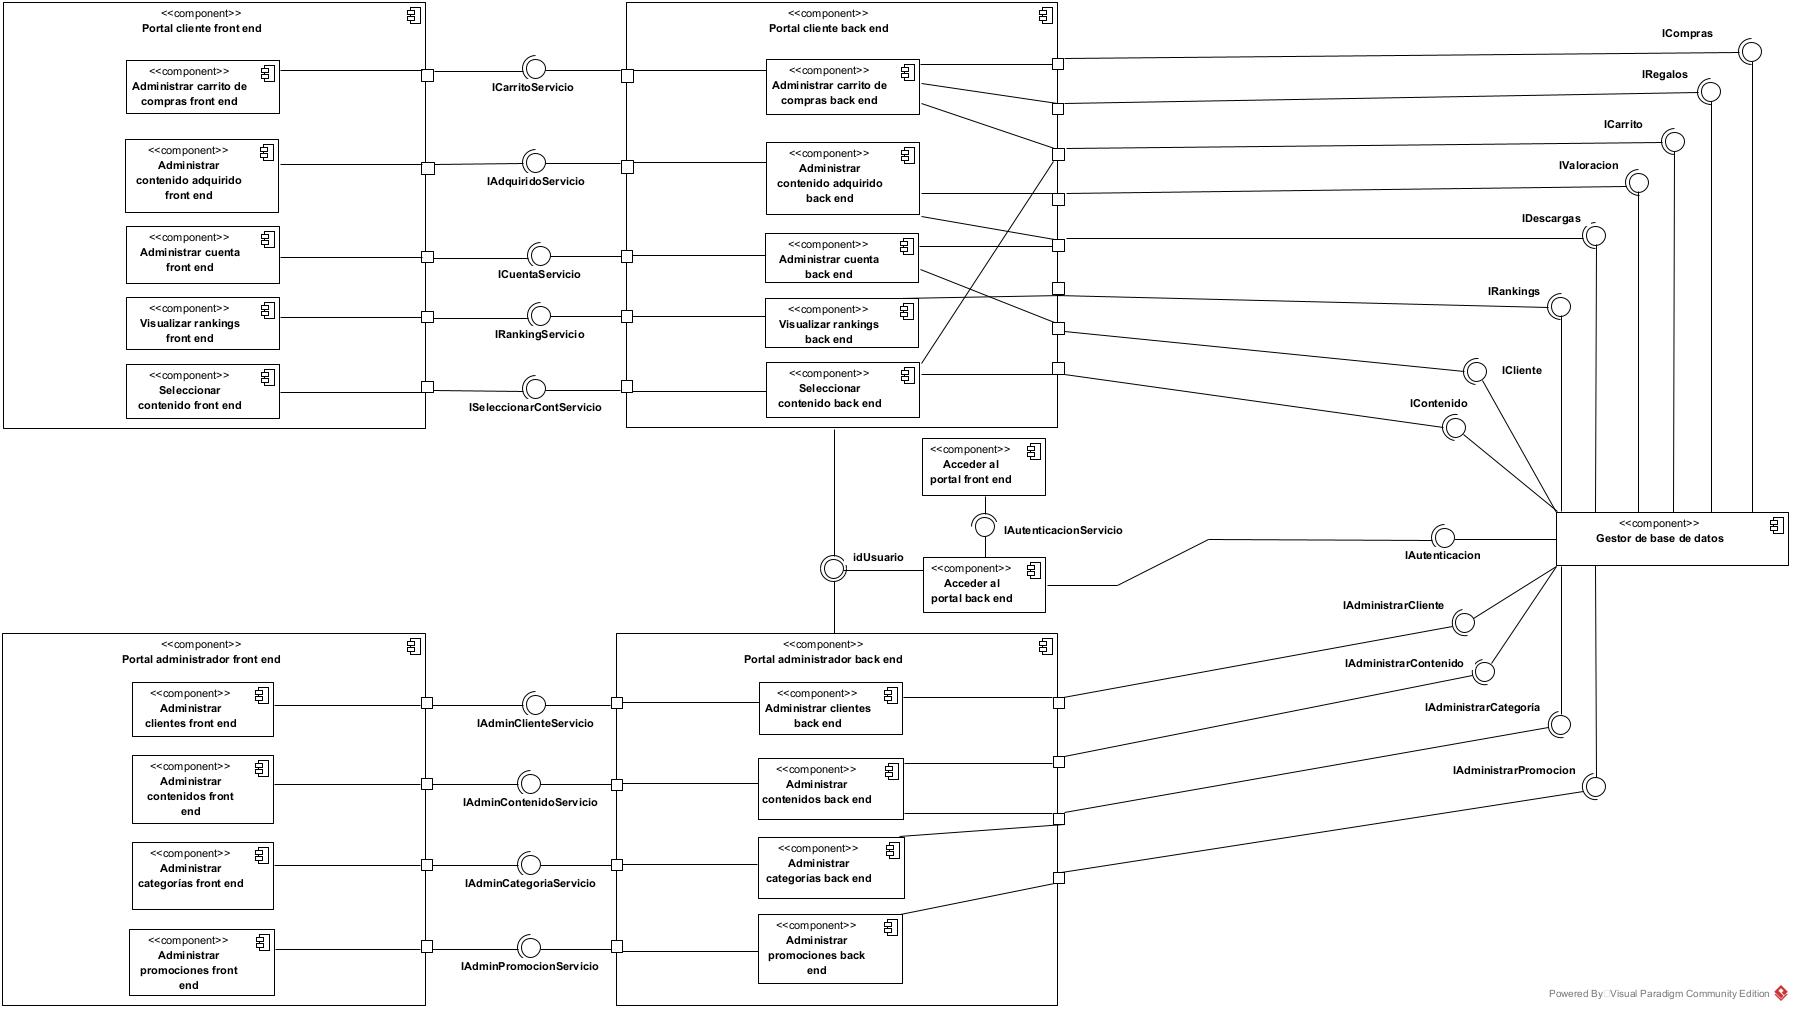 <<component>>
Portal cliente front end
<<component>>
Administrar carrito de
compras front end
<<component>>
Administrar
contenido adquirido
front end
<<component>>
Administrar cuenta
front end
<<component>>
Visualizar rankings
front end
<<component>>
Seleccionar
contenido front end
ICarritoServicio
IAdquiridoServicio
ICuentaServicio
IRankingServicio
ISeleccionarContServicio
<<component>>
Portal cliente back end
<<component>>
Administrar carrito de
compras back end
<<component>>
Administrar
contenido adquirido
back end
<<component>>
Administrar cuenta
back end
<<component>>
Visualizar rankings
back end
<<component>>
Seleccionar
contenido back end
ICompras
IRegalos
ICarrito
IValoracion
IDescargas
IRankings
ICliente
IContenido
<<component>>
Acceder al
portal front end
IAutenticacionServicio
idUsuario
<<component>>
Acceder al
portal back end
IAutenticacion
<<component>>
Gestor de base de datos
IAdministrarCliente
IAdministrarContenido
IAdministrarCategoria
IAdministrarPromocion
<<component>>
Portal administrador front end
<<component>>
Administrar
clientes front end
<<component>>
Administrar
contenidos front
end
<<component>>
Administrar
categorías front end
<<component>>
Administrar
promociones front
end
IAdminClienteServicio
IAdminContenidoServicio
IAdminCategoriaServicio
IAdminPromocionServicio
<<component>>
Portal administrador back end
<<component>>
Administrar clientes
back end
<<component>>
Administrar
contenidos back end
<<component>>
Administrar
categorías back end
<<component>>
Administrar
promociones back
end
Powered By Visual Paradigm Community Edition